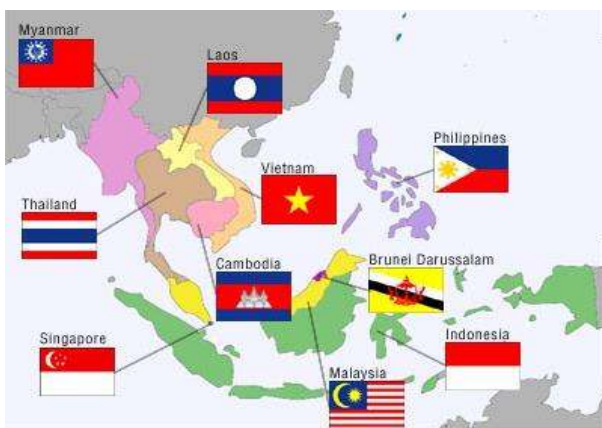 Myanmar
Laos
Philippines
Vietnam
Thailand
Cambodia
Brunei Darussalam
Singapore
Indonesia
Malaysia